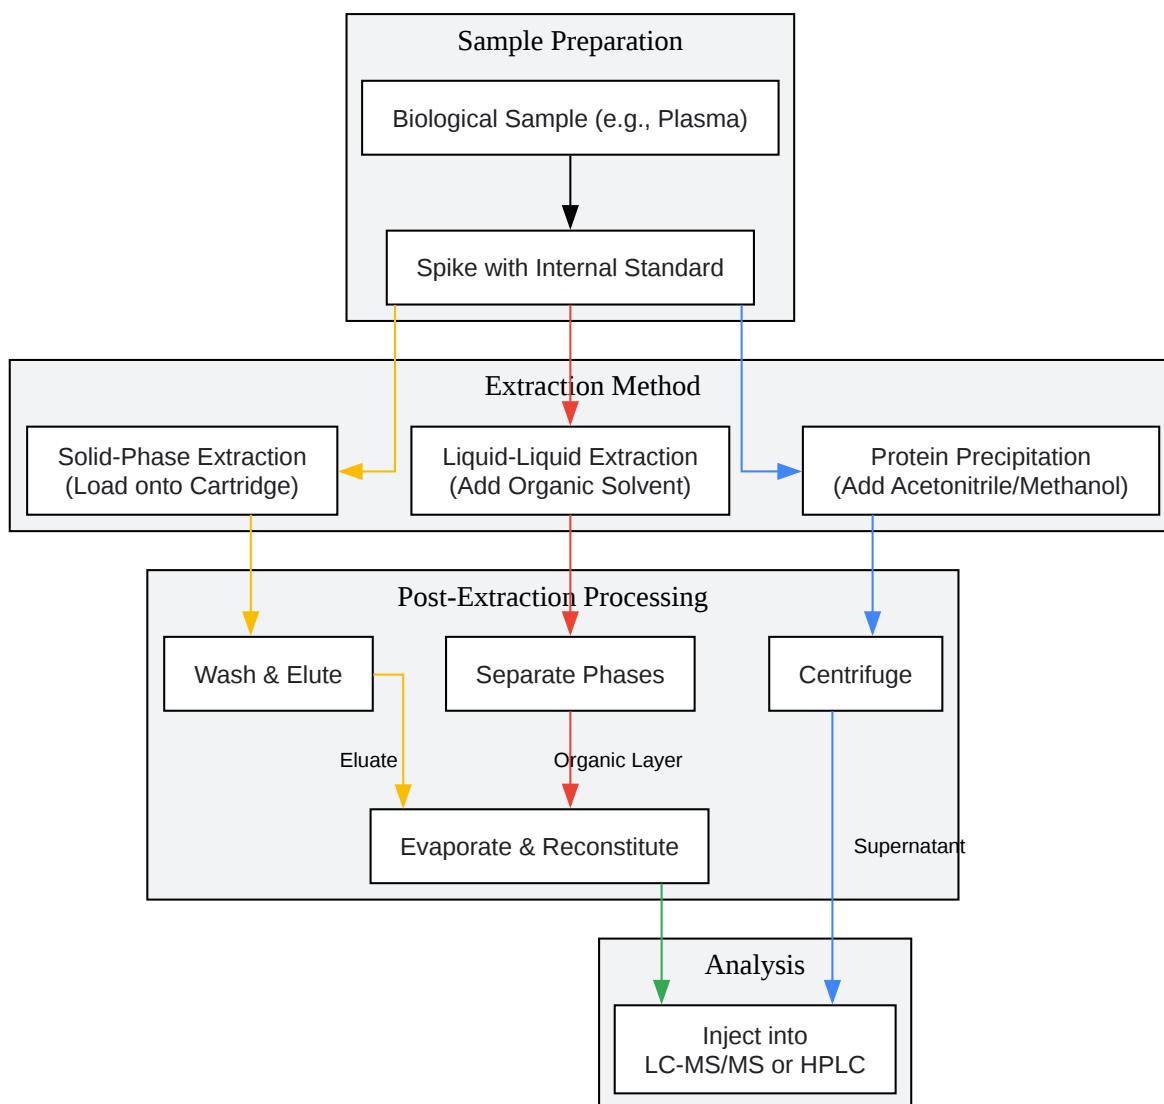 Sample Preparation
Biological Sample (e.g., Plasma)
Spike with Internal Standard
Extraction Method
Solid-Phase Extraction
(Load onto Cartridge)
Liquid-Liquid Extraction
(Add Organic Solvent)
Protein Precipitation
(Add Acetonitrile/Methanol)
Post-Extraction Processing
Wash & Elute
Separate Phases
Centrifuge
Eluate
Organic Layer
Evaporate & Reconstitute
Supernatant
Analysis
Inject into
LC-MS/MS or HPLC